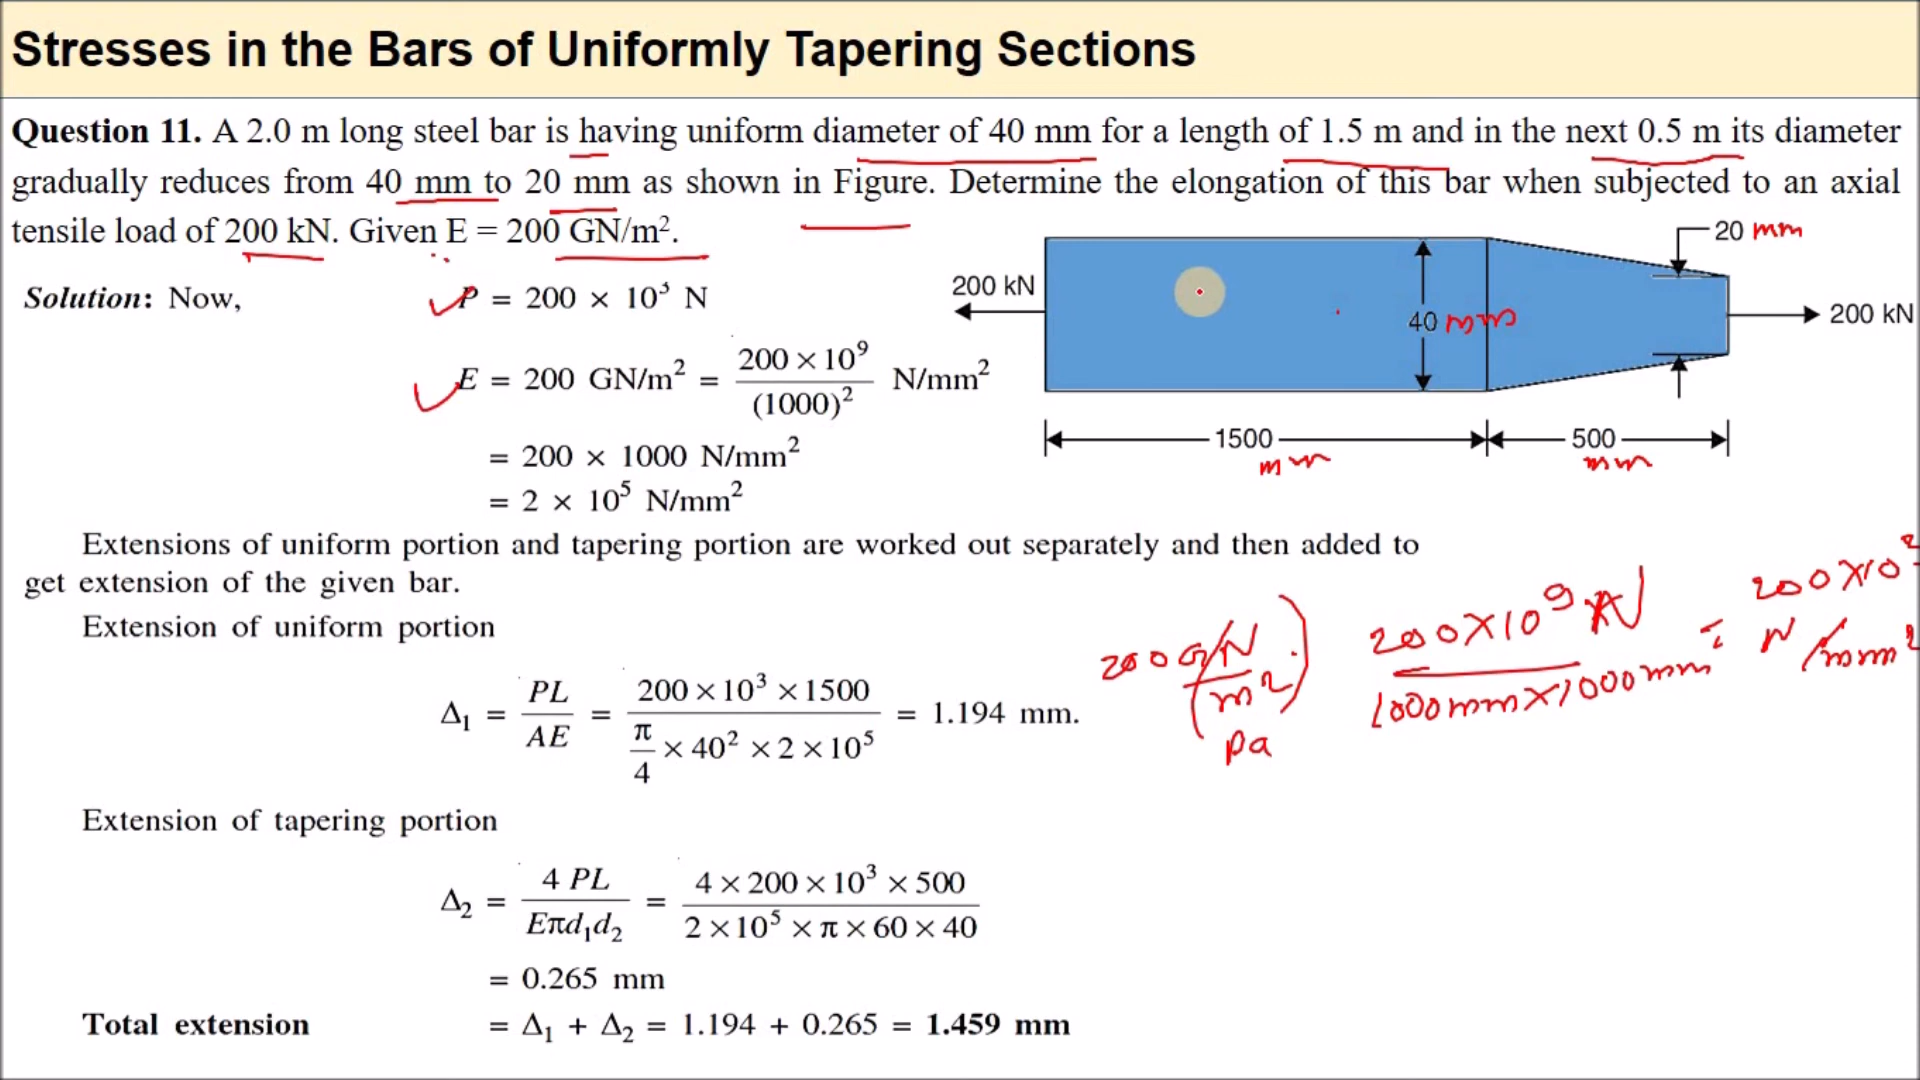 Stresses in the Bars of Uniformly Tapering Sections
Question 11. A 2.0 m long steel bar is having uniform diameter of 40 mm for a length of 1.5 m and in the next 0.5 m its diameter
gradually reduces from 40 mm to 20 mm as shown in Figure. Determine the elongation of this bar when subjected to an axial
tensile load of 200 kN. Given E = 200 GN/m².
20 mm
200 kN
40 mm
200 kN
1500
500
mm
mm
Solution: Now, P = 200 × 10³ N
E = 200 GN/m² = (200 × 10⁹)/(1000)² N/mm²
= 200 × 1000 N/mm²
= 2 × 10⁵ N/mm²
Extensions of uniform portion and tapering portion are worked out separately and then added to
get extension of the given bar.
Extension of uniform portion
Δ₁ = PL/AE = (200 × 10³ × 1500)/(π/4 × 40² × 2 × 10⁵) = 1.194 mm.
200 GN/m²
Pa
200×10⁹ N
1000mm×1000mm
=
200×10³
N/mm²
Extension of tapering portion
Δ₂ = 4 PL/Eπd₁d₂ = (4 × 200 × 10³ × 500)/(2 × 10⁵ × π × 60 × 40)
= 0.265 mm
Total extension = Δ₁ + Δ₂ = 1.194 + 0.265 = 1.459 mm